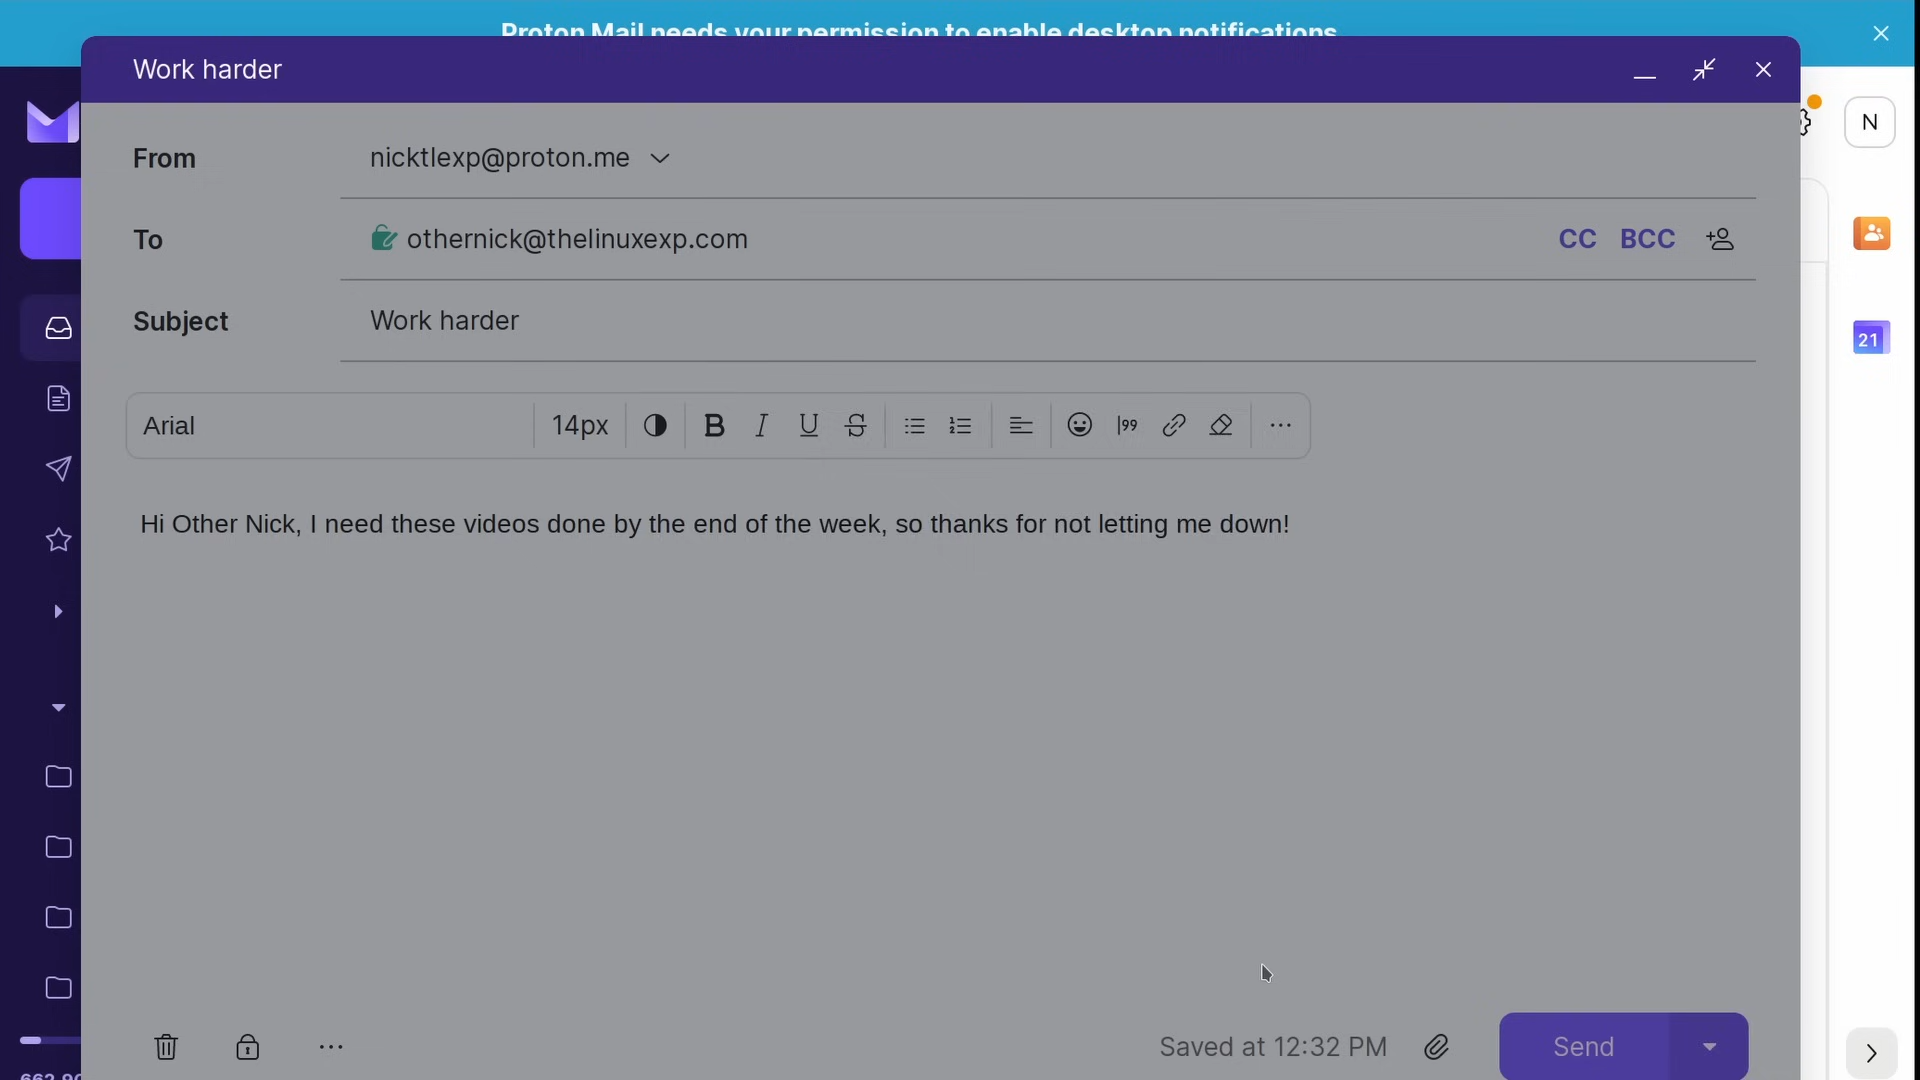 Proton Mail needs your permission to enable desktop notifications
Work harder
N
From nicktlexp@proton.me
To othernick@thelinuxexp.com CC BCC
Subject Work harder
21
Arial 14px B I U S
Hi Other Nick, I need these videos done by the end of the week, so thanks for not letting me down!
Saved at 12:32 PM Send